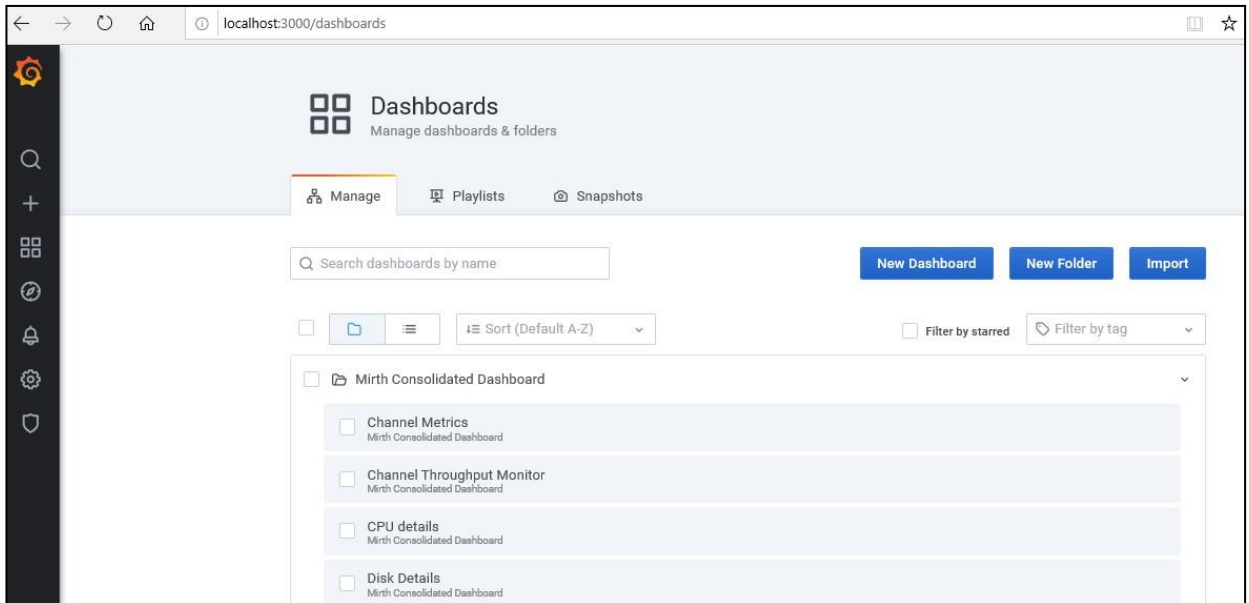 localhost:3000/dashboards
Dashboards
Manage dashboards & folders
Manage Playlists Snapshots
Search dashboards by name New Dashboard New Folder Import
Sort (Default A-Z) Filter by starred Filter by tag
Mirth Consolidated Dashboard
Channel Metrics
Mirth Consolidated Dashboard
Channel Throughput Monitor
Mirth Consolidated Dashboard
CPU details
Mirth Consolidated Dashboard
Disk Details
Mirth Consolidated Dashboard